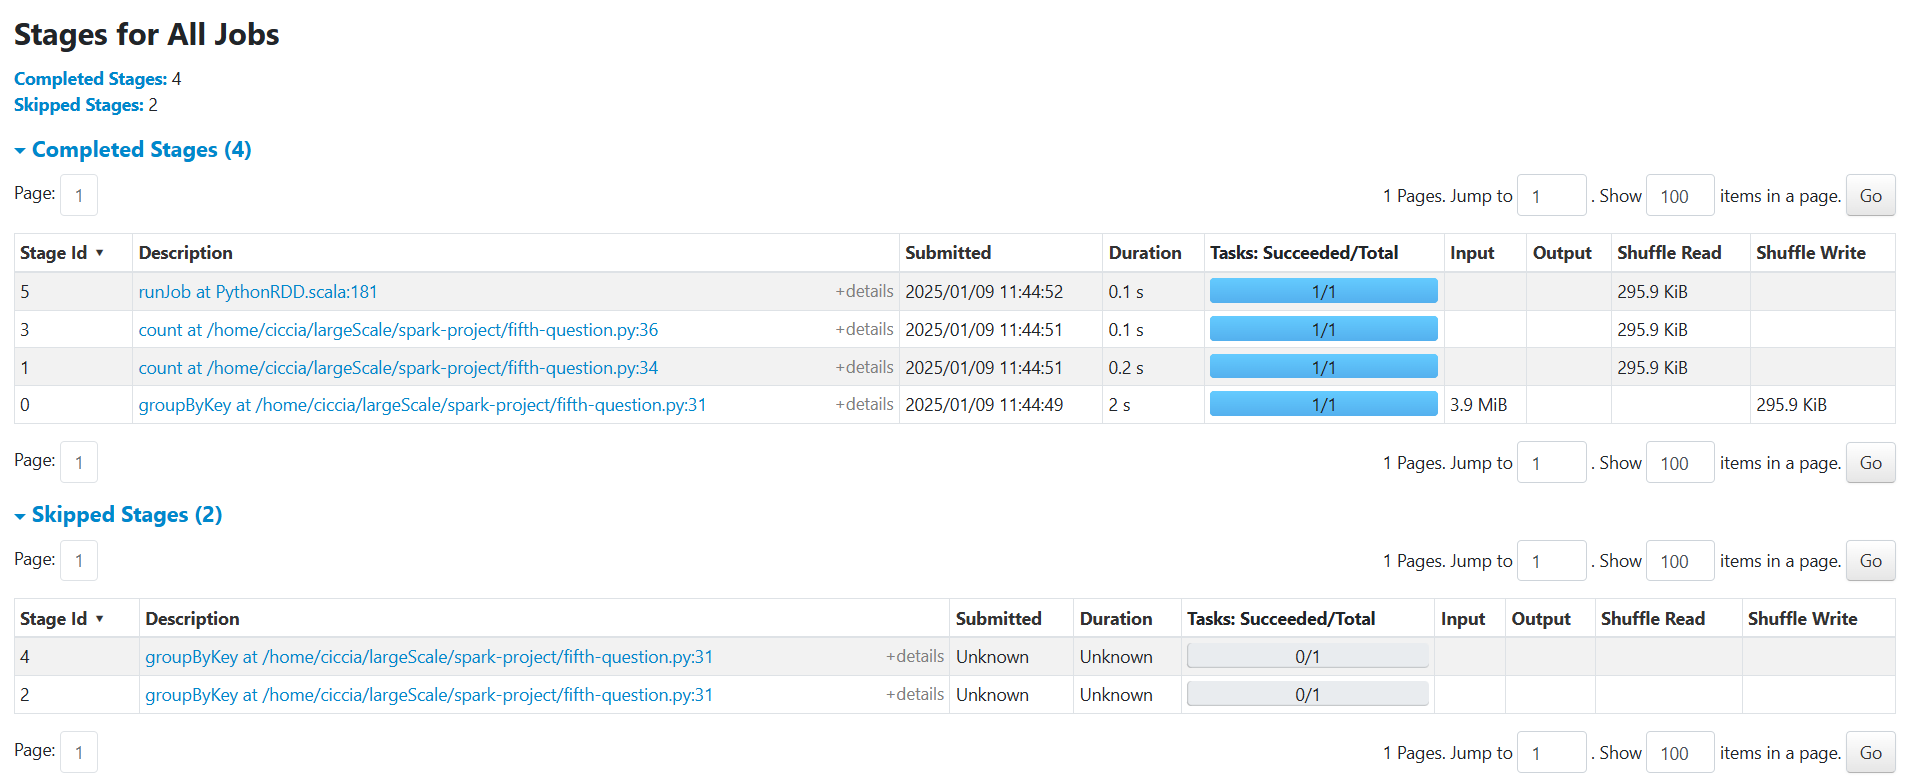 Stages for All Jobs
Completed Stages: 4
Skipped Stages: 2
Completed Stages (4)
Page: 1 1 Pages. Jump to 1 . Show 100 items in a page. Go
Stage Id ▾ Description Submitted Duration Tasks: Succeeded/Total Input Output Shuffle Read Shuffle Write
5 runJob at PythonRDD.scala:181 +details 2025/01/09 11:44:52 0.1 s 1/1 295.9 KiB
3 count at /home/ciccia/largeScale/spark-project/fifth-question.py:36 +details 2025/01/09 11:44:51 0.1 s 1/1 295.9 KiB
1 count at /home/ciccia/largeScale/spark-project/fifth-question.py:34 +details 2025/01/09 11:44:51 0.2 s 1/1 295.9 KiB
0 groupByKey at /home/ciccia/largeScale/spark-project/fifth-question.py:31 +details 2025/01/09 11:44:49 2 s 1/1 3.9 MiB 295.9 KiB
Page: 1 1 Pages. Jump to 1 . Show 100 items in a page. Go
Skipped Stages (2)
Page: 1 1 Pages. Jump to 1 . Show 100 items in a page. Go
Stage Id ▾ Description Submitted Duration Tasks: Succeeded/Total Input Output Shuffle Read Shuffle Write
4 groupByKey at /home/ciccia/largeScale/spark-project/fifth-question.py:31 +details Unknown Unknown 0/1
2 groupByKey at /home/ciccia/largeScale/spark-project/fifth-question.py:31 +details Unknown Unknown 0/1
Page: 1 1 Pages. Jump to 1 . Show 100 items in a page. Go